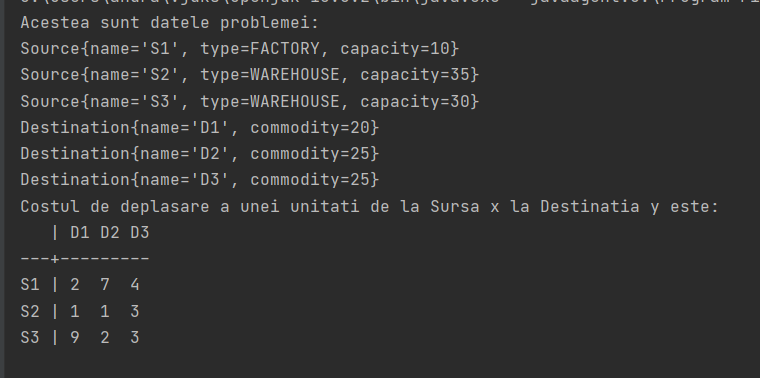 Acestea sunt datele problemei:
Source{name='S1', type=FACTORY, capacity=10}
Source{name='S2', type=WAREHOUSE, capacity=35}
Source{name='S3', type=WAREHOUSE, capacity=30}
Destination{name='D1', commodity=20}
Destination{name='D2', commodity=25}
Destination{name='D3', commodity=25}
Costul de deplasare a unei unitati de la Sursa x la Destinatia y este:
   | D1 D2 D3
---+---------
S1 | 2  7  4
S2 | 1  1  3
S3 | 9  2  3